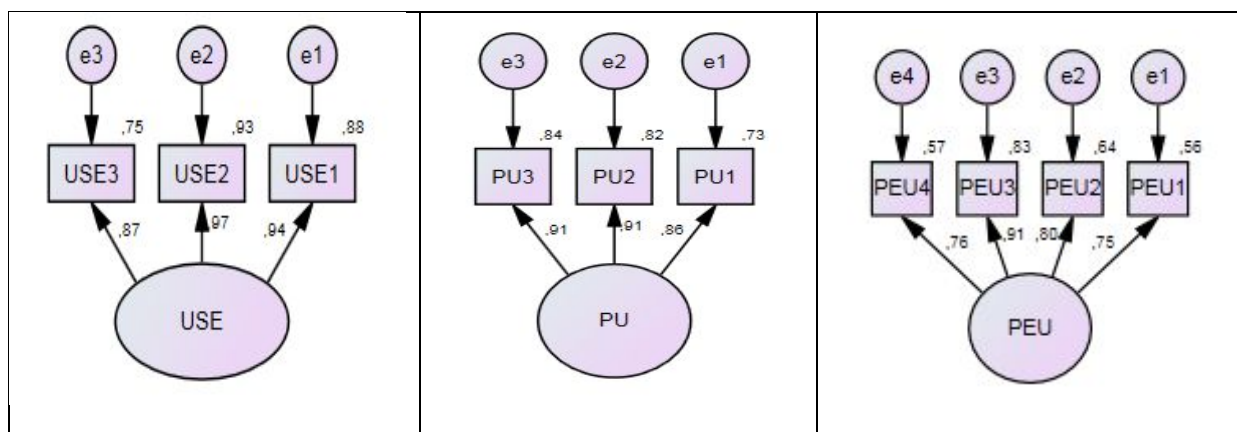 e3 e2 e1
,75 ,93 ,88
USE3 USE2 USE1
,87 ,97 ,94
USE
e3 e2 e1
,84 ,82 ,73
PU3 PU2 PU1
,91 ,91 ,86
PU
e4 e3 e2 e1
,57 ,83 ,64 ,56
PEU4 PEU3 PEU2 PEU1
,76 ,91 ,80 ,75
PEU